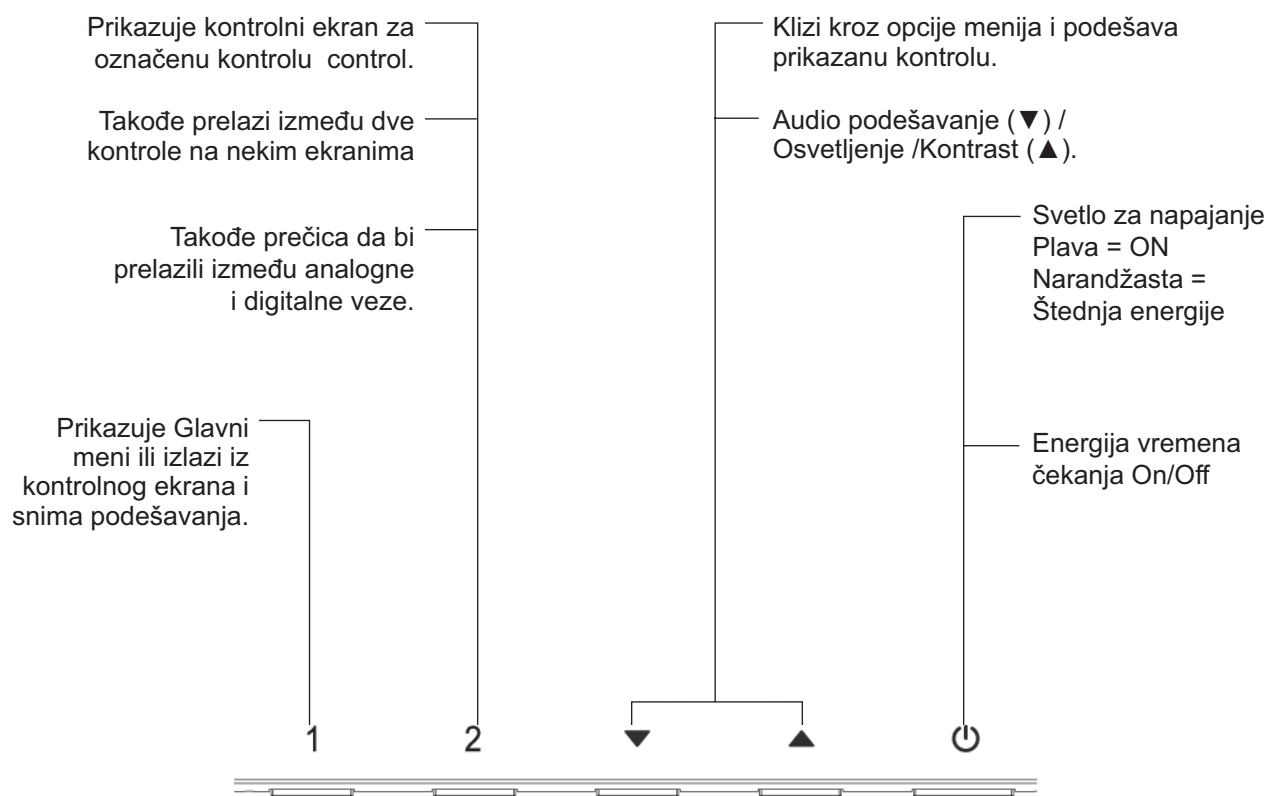 Prikazuje kontrolni ekran za
označenu kontrolu  control.
Takođe prelazi između dve
kontrole na nekim ekranima
Takođe prečica da bi
prelazili između analogne
i digitalne veze.
Prikazuje Glavni
meni ili izlazi iz
kontrolnog ekrana i
snima podešavanja.
Klizi kroz opcije menija i podešava
prikazanu kontrolu.
Audio podešavanje (▼) /
Osvetljenje /Kontrast (▲).
Svetlo za napajanje
Plava = ON
Narandžasta =
Štednja energije
Energija vremena
čekanja On/Off
1 2 ▼ ▲ ⏻